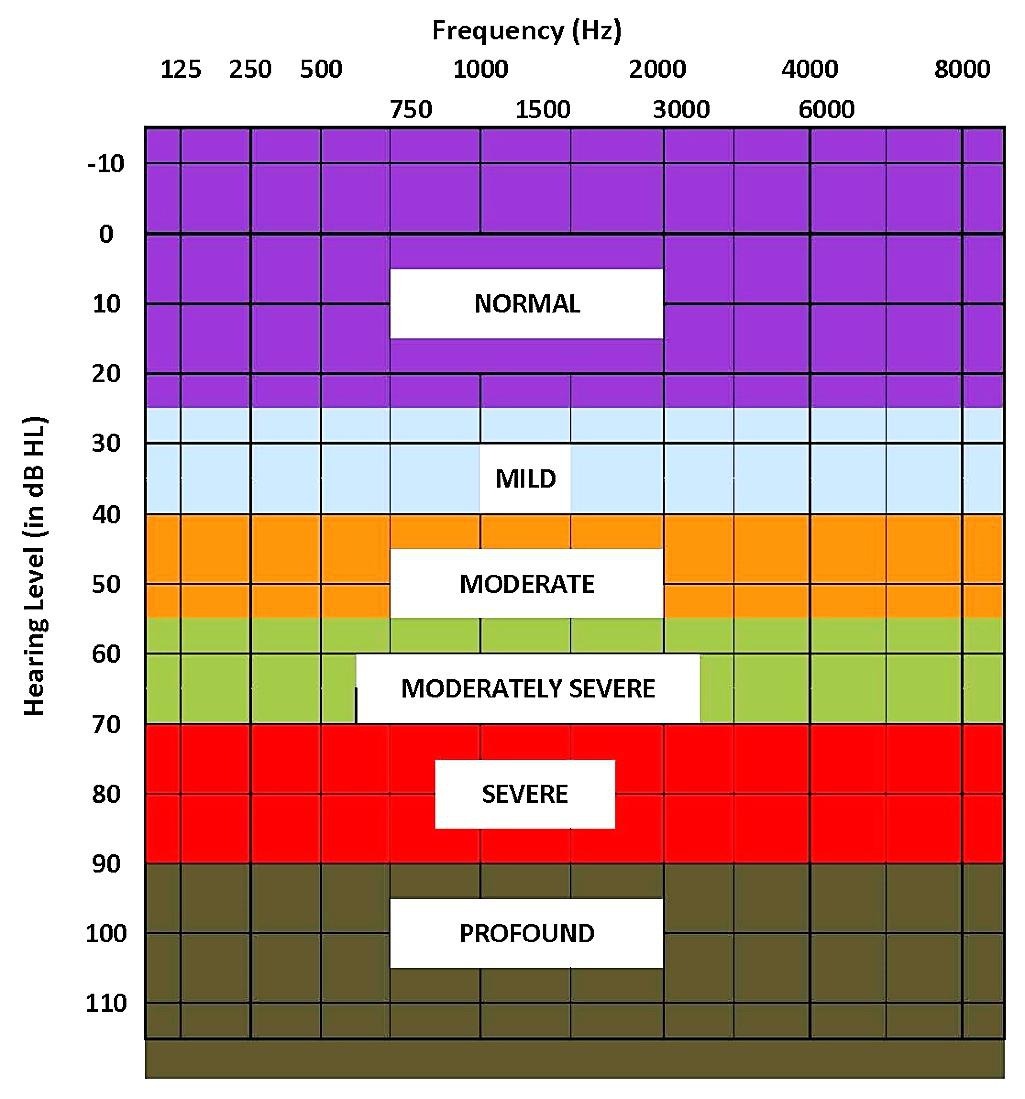 Frequency (Hz)
125 250 500 1000 2000 4000 8000
750 1500 3000 6000
Hearing Level (in dB HL)
-10
0
10
NORMAL
20
30
MILD
40
50
MODERATE
60
MODERATELY SEVERE
70
80
SEVERE
90
100
PROFOUND
110